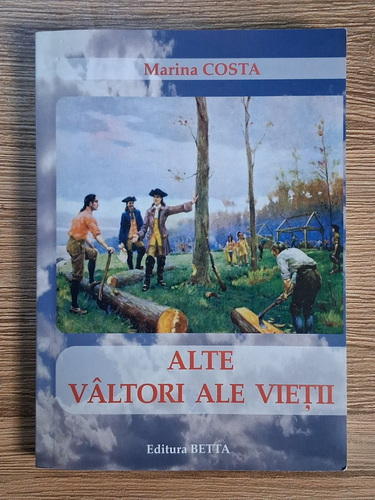 Marina COSTA
ALTE
VÂLTORI ALE VIEȚII
Editura BETTA